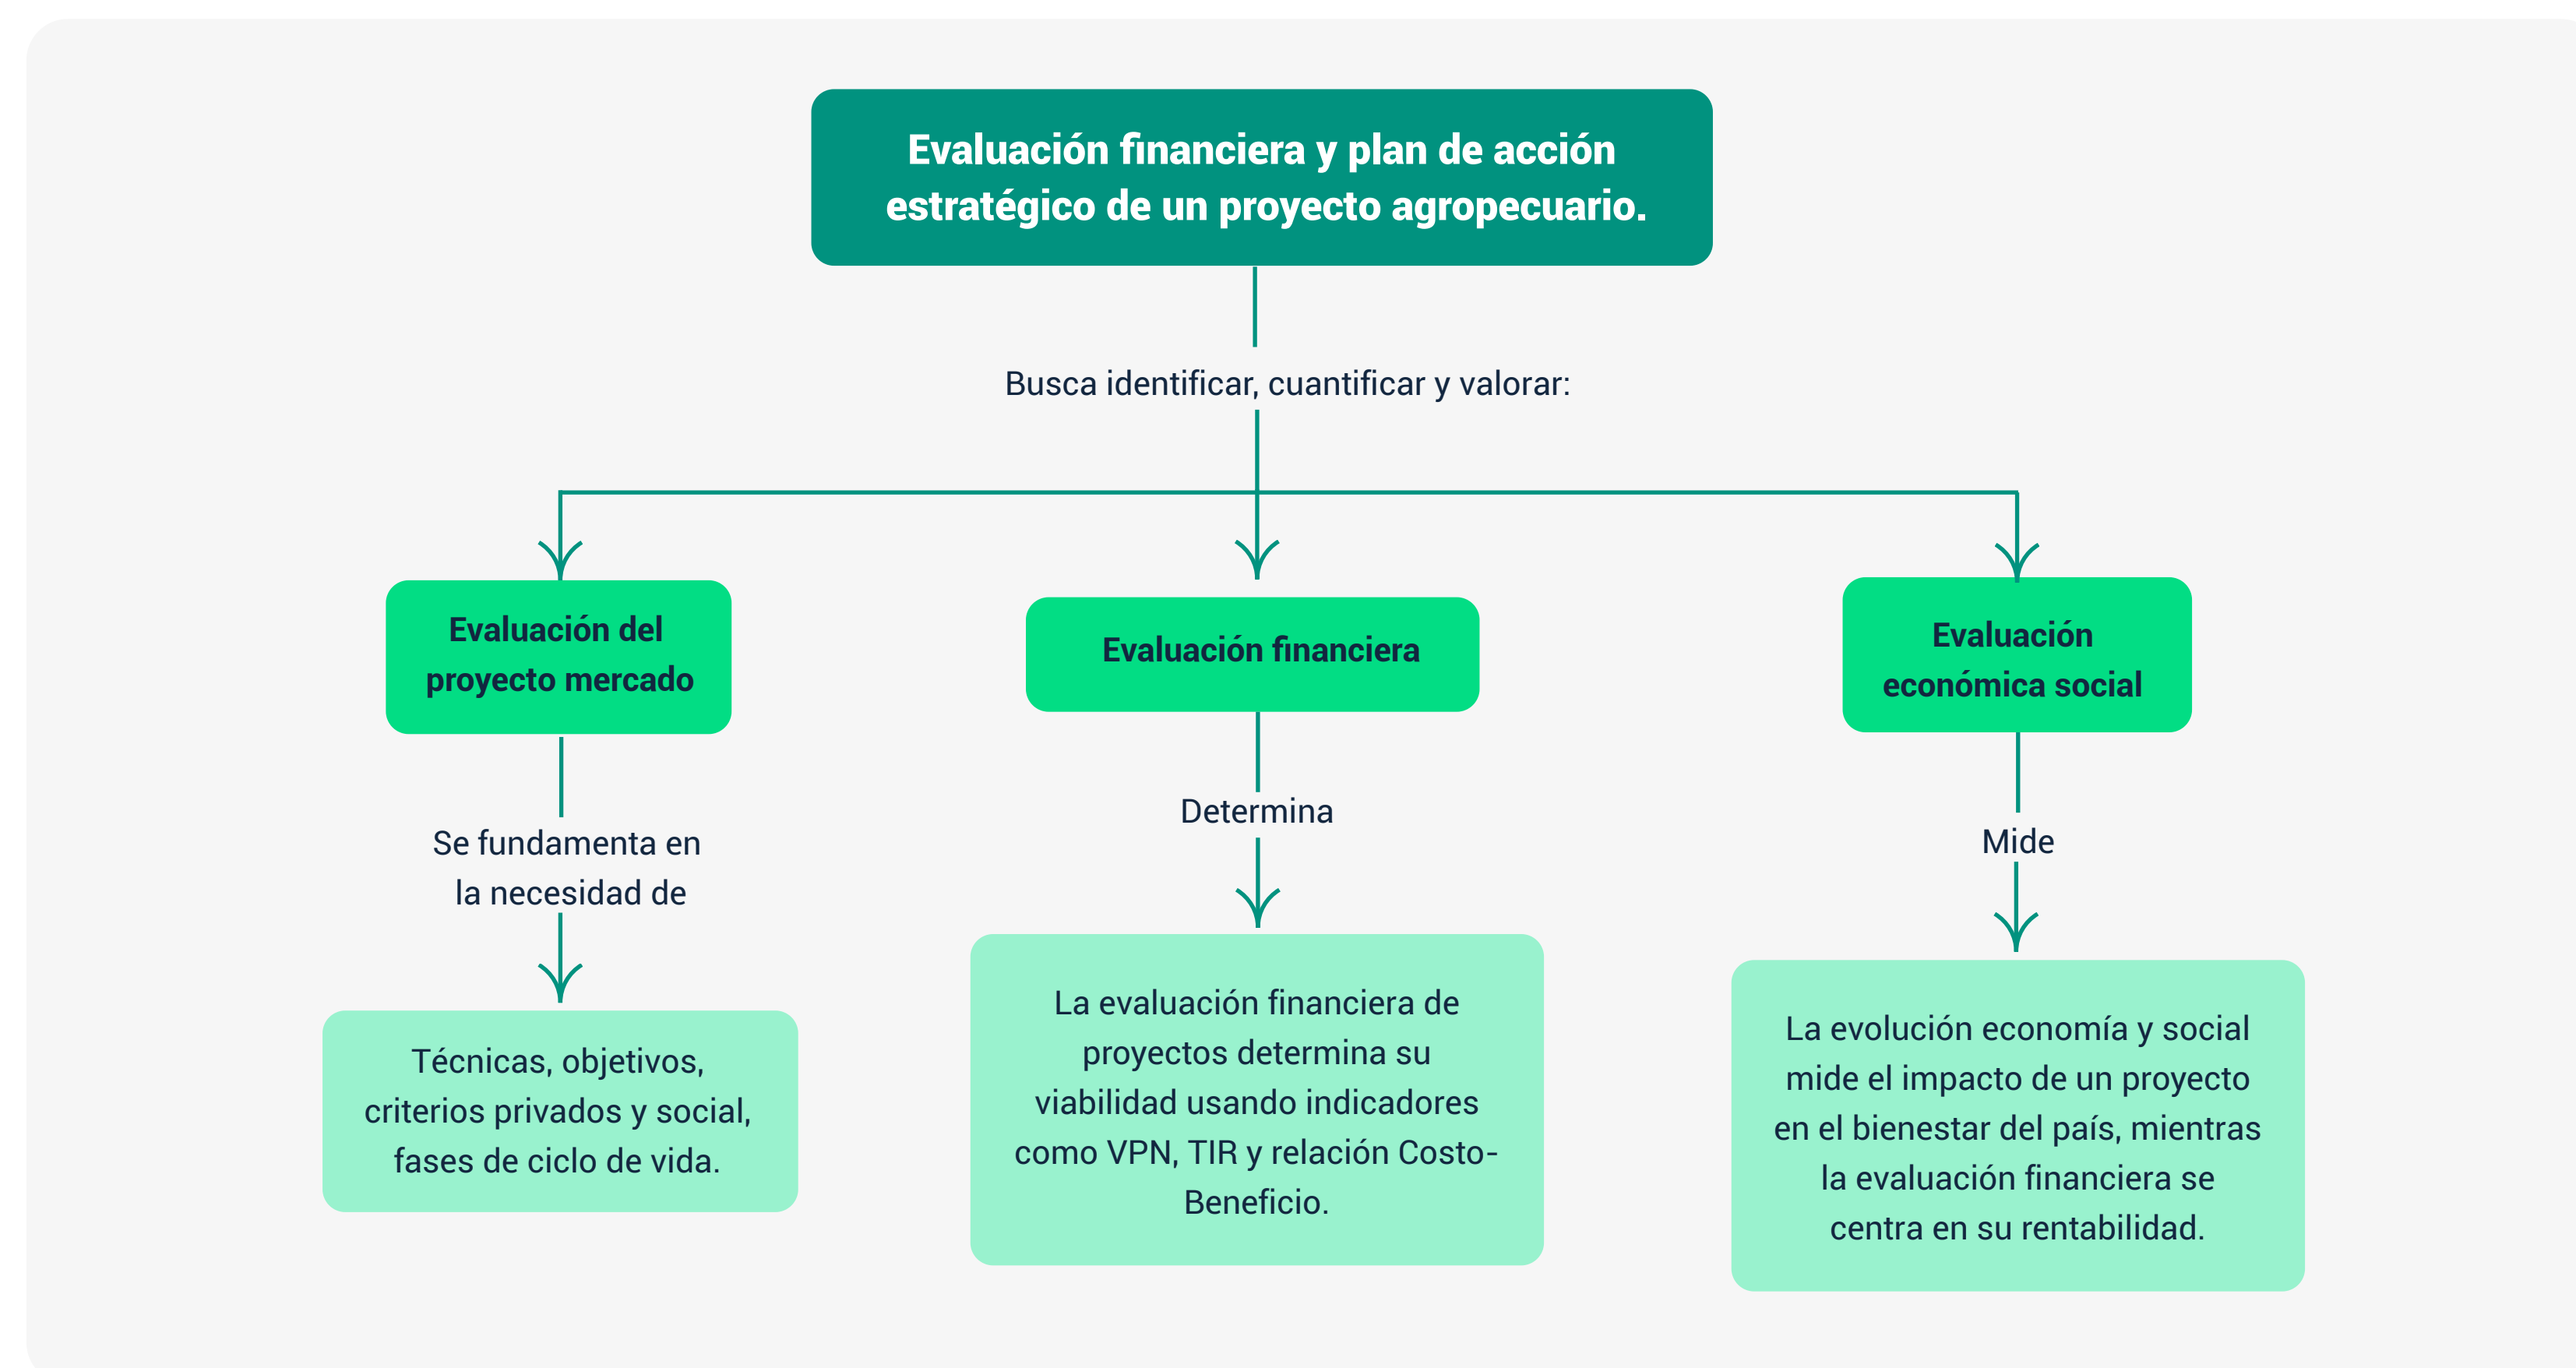 Evaluación financiera y plan de acción
estratégico de un proyecto agropecuario.
Busca identificar, cuantificar y valorar:
Evaluación del
proyecto mercado
Se fundamenta en
la necesidad de
Técnicas, objetivos,
criterios privados y social,
fases de ciclo de vida.
Evaluación financiera
Determina
La evaluación financiera de
proyectos determina su
viabilidad usando indicadores
como VPN, TIR y relación Costo-
Beneficio.
Evaluación
económica social
Mide
La evolución economía y social
mide el impacto de un proyecto
en el bienestar del país, mientras
la evaluación financiera se
centra en su rentabilidad.